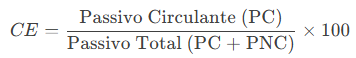 CE = Passivo Circulante (PC) / Passivo Total (PC + PNC) × 100